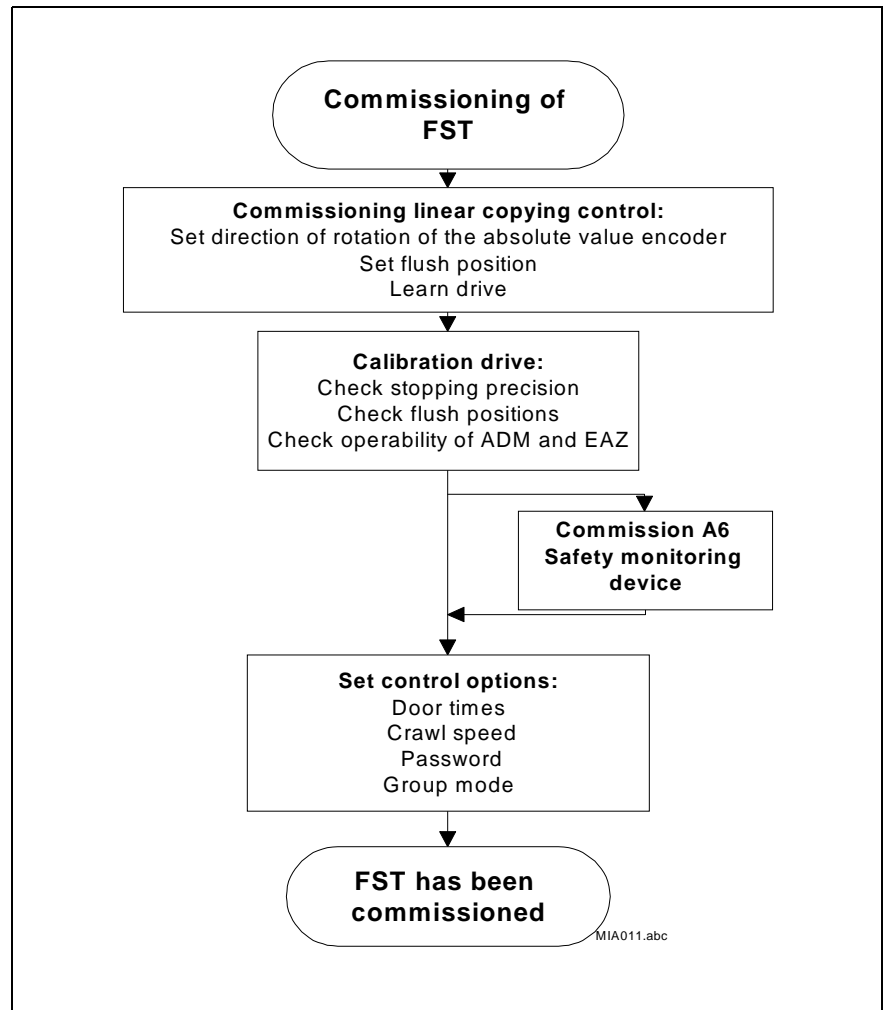 Commissioning of
FST
Commissioning linear copying control:
Set direction of rotation of the absolute value encoder
Set flush position
Learn drive
Calibration drive:
Check stopping precision
Check flush positions
Check operability of ADM and EAZ
Commission A6
Safety monitoring
device
Set control options:
Door times
Crawl speed
Password
Group mode
FST has been
commissioned
MIA011.abc